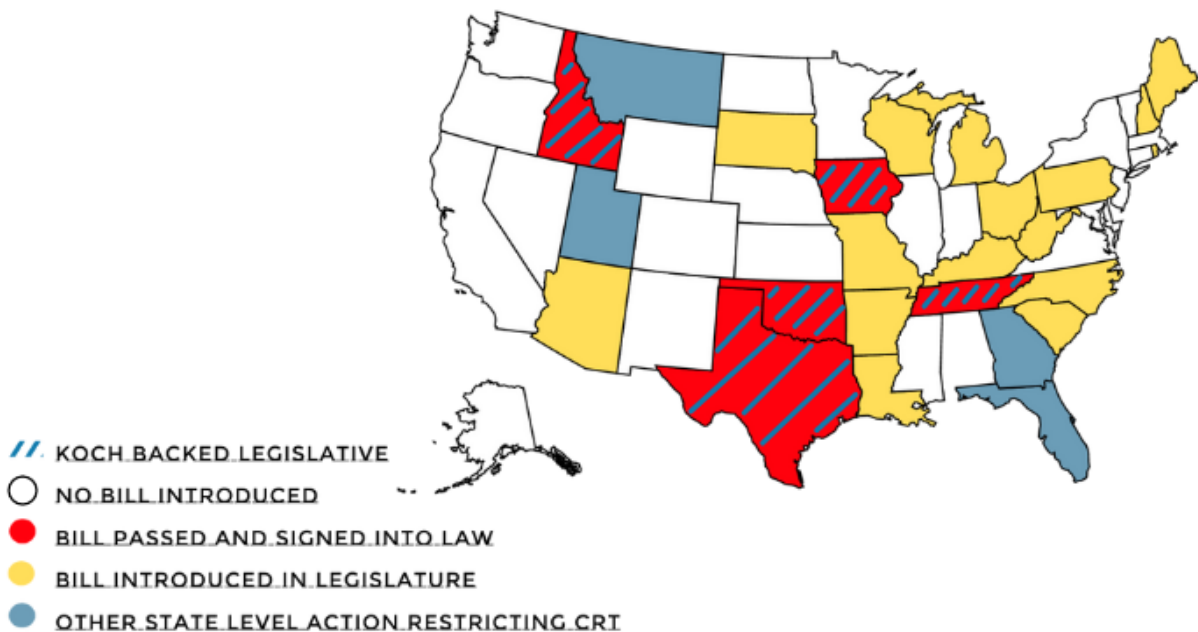 KOCH BACKED LEGISLATIVE
NO BILL INTRODUCED
BILL PASSED AND SIGNED INTO LAW
BILL INTRODUCED IN LEGISLATURE
OTHER STATE LEVEL ACTION RESTRICTING CRT